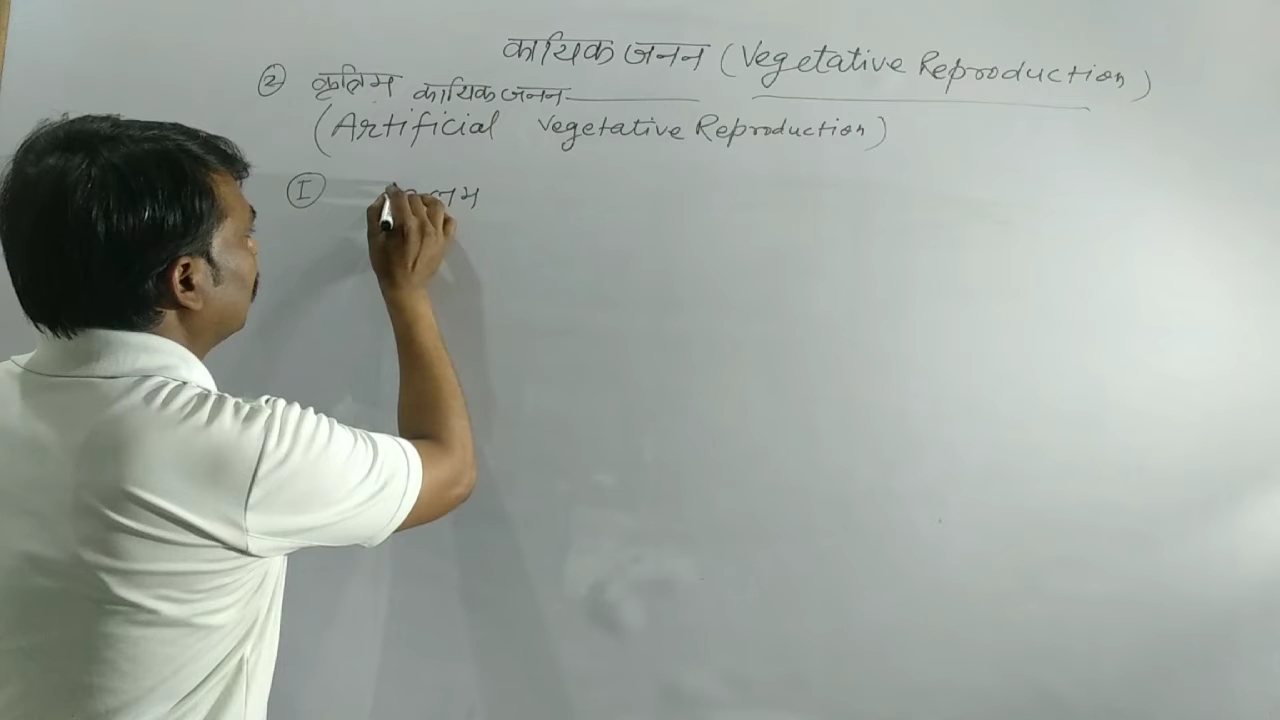 कायिक जनन (Vegetative Reproduction)
② कृत्रिम कायिक जनन
(Artificial Vegetative Reproduction)
Ⓘ